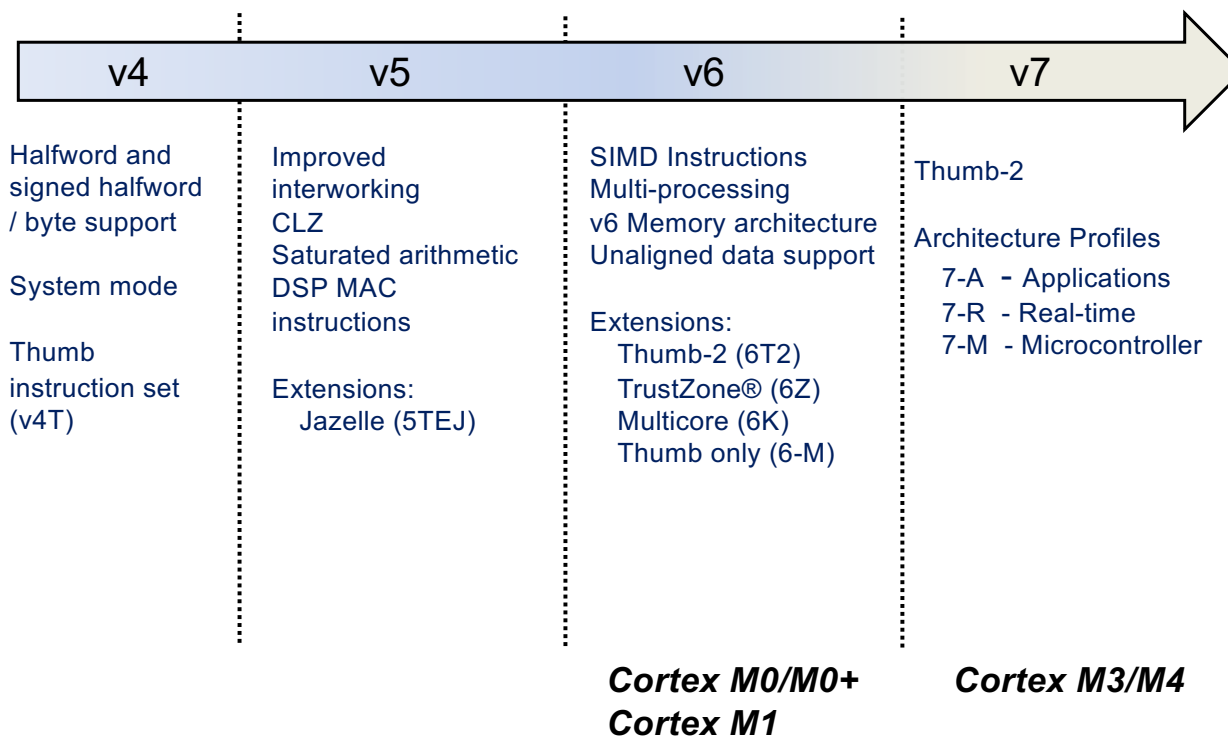 v4
v5
v6
v7
Halfword and
signed halfword
/ byte support
System mode
Thumb
instruction set
(v4T)
Improved
interworking
CLZ
Saturated arithmetic
DSP MAC
instructions
Extensions:
Jazelle (5TEJ)
SIMD Instructions
Multi-processing
v6 Memory architecture
Unaligned data support
Extensions:
Thumb-2 (6T2)
TrustZone® (6Z)
Multicore (6K)
Thumb only (6-M)
Thumb-2
Architecture Profiles
7-A - Applications
7-R - Real-time
7-M - Microcontroller
Cortex M0/M0+
Cortex M1
Cortex M3/M4